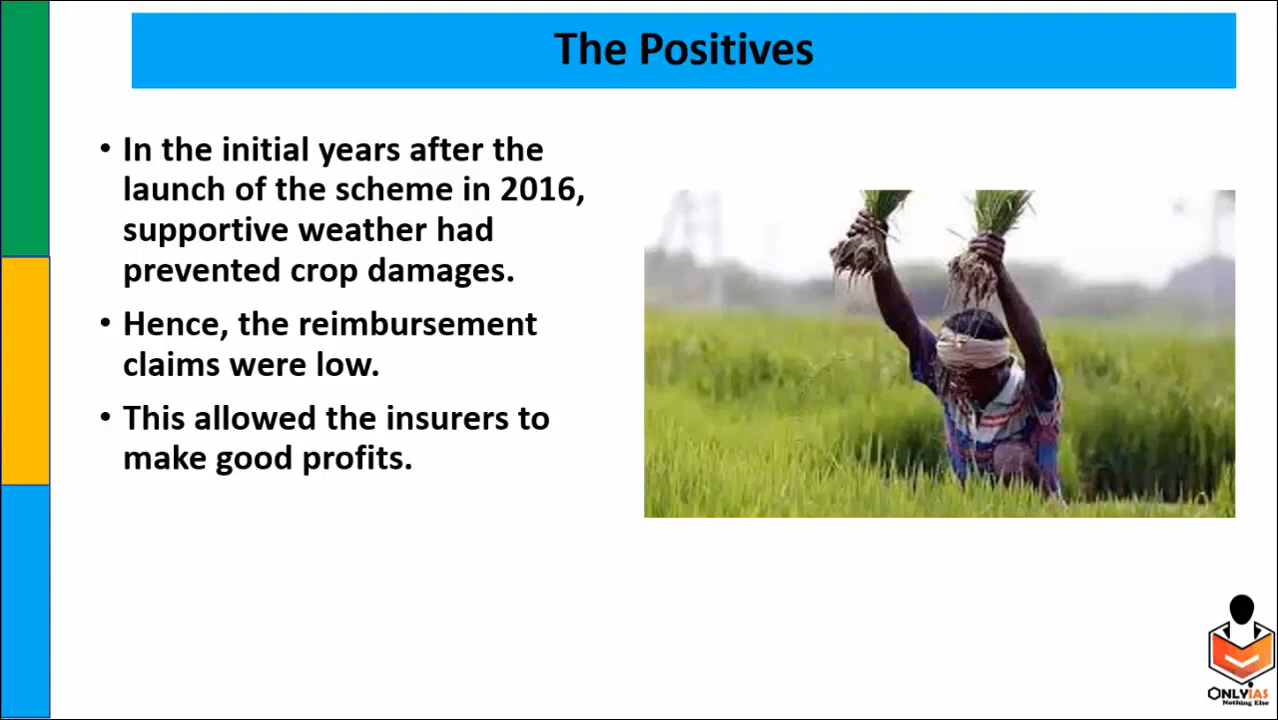 The Positives
• In the initial years after the
launch of the scheme in 2016,
supportive weather had
prevented crop damages.
• Hence, the reimbursement
claims were low.
• This allowed the insurers to
make good profits.
ONLYIAS
Nothing Else